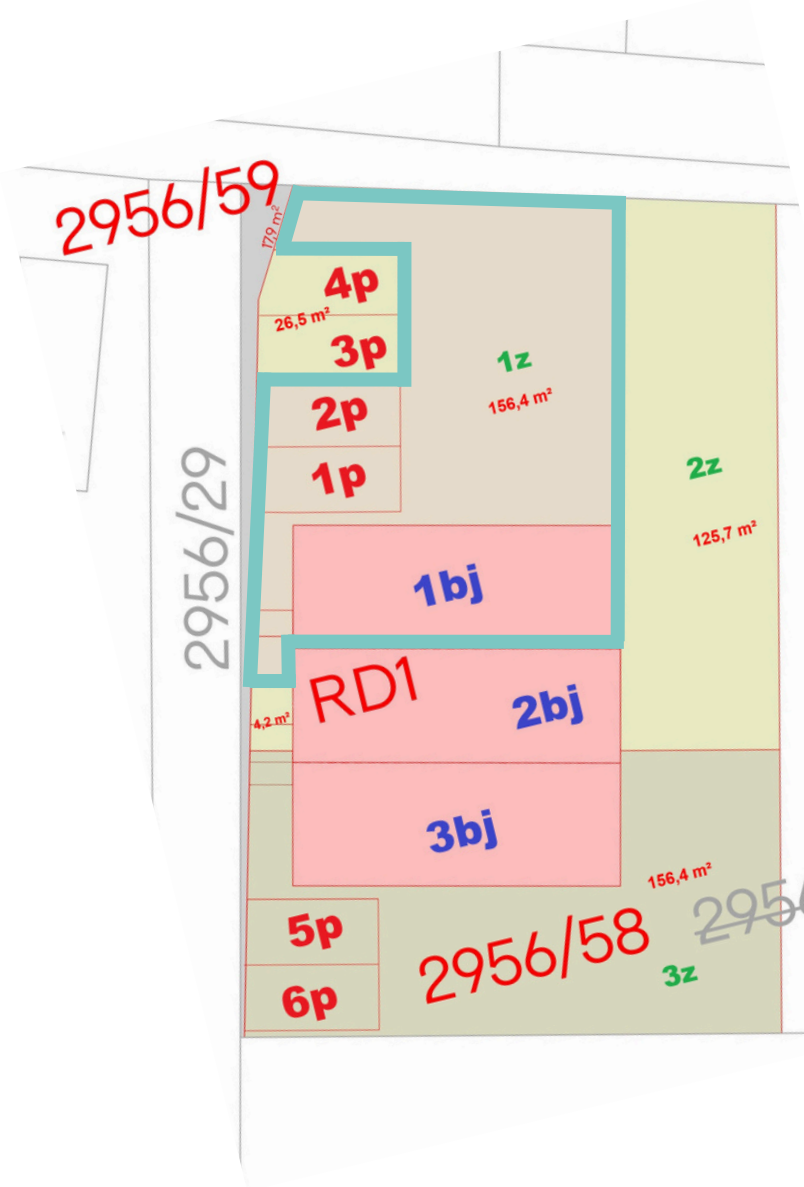 2956/59
17,9 m²
4p
26,5 m²
3p
1z
156,4 m²
2p
1p
2z
125,7 m²
2956/29
1bj
RD1
2bj
4,2 m²
3bj
156,4 m²
5p
2956/58
6p
3z